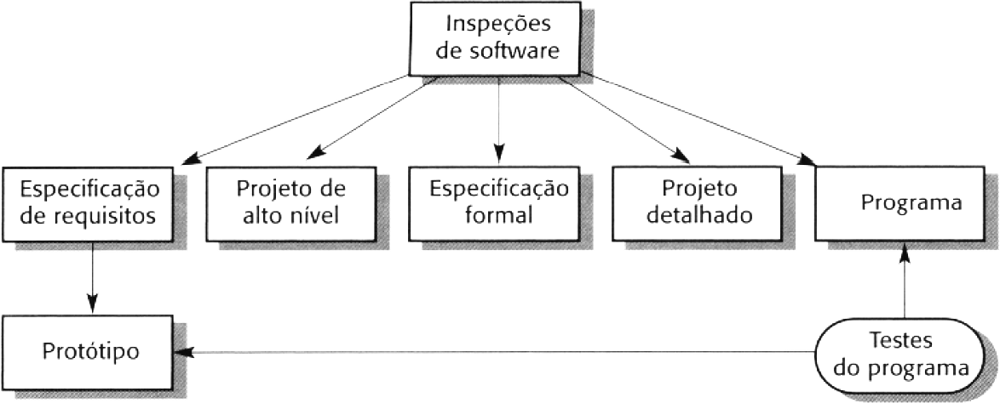 Inspeções
de software
Especificação
de requisitos
Projeto de
alto nível
Especificação
formal
Projeto
detalhado
Programa
Protótipo
Testes
do programa